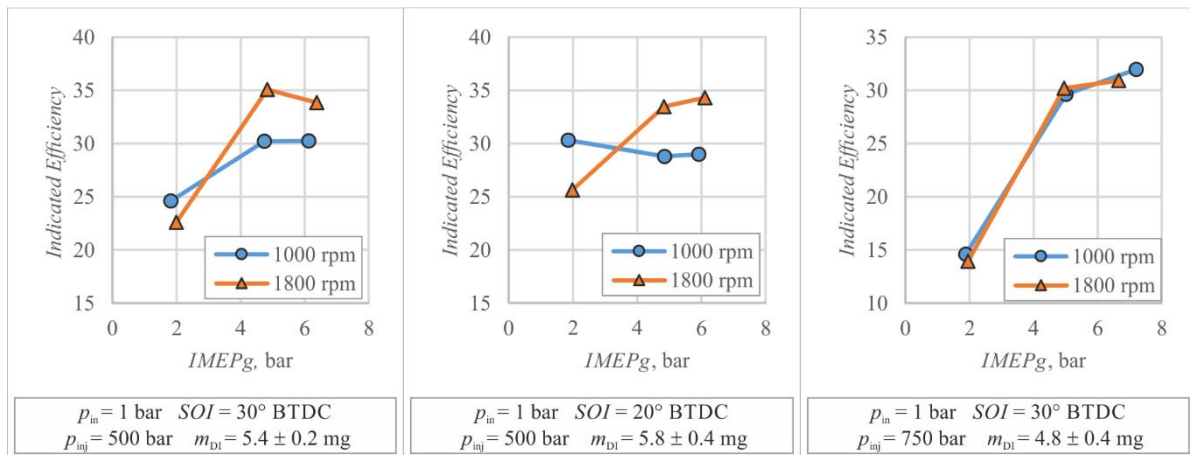 Indicated Efficiency
40
35
30
25
20
15
0
2
4
6
8
1000 rpm
1800 rpm
IMEPg, bar
p_in = 1 bar SOI = 30° BTDC
p_inj = 500 bar m_DI = 5.4 ± 0.2 mg
Indicated Efficiency
40
35
30
25
20
15
0
2
4
6
8
1000 rpm
1800 rpm
IMEPg, bar
p_in = 1 bar SOI = 20° BTDC
p_inj = 500 bar m_DI = 5.8 ± 0.4 mg
Indicated Efficiency
35
30
25
20
15
10
0
2
4
6
8
1000 rpm
1800 rpm
IMEPg, bar
p_in = 1 bar SOI = 30° BTDC
p_inj = 750 bar m_DI = 4.8 ± 0.4 mg